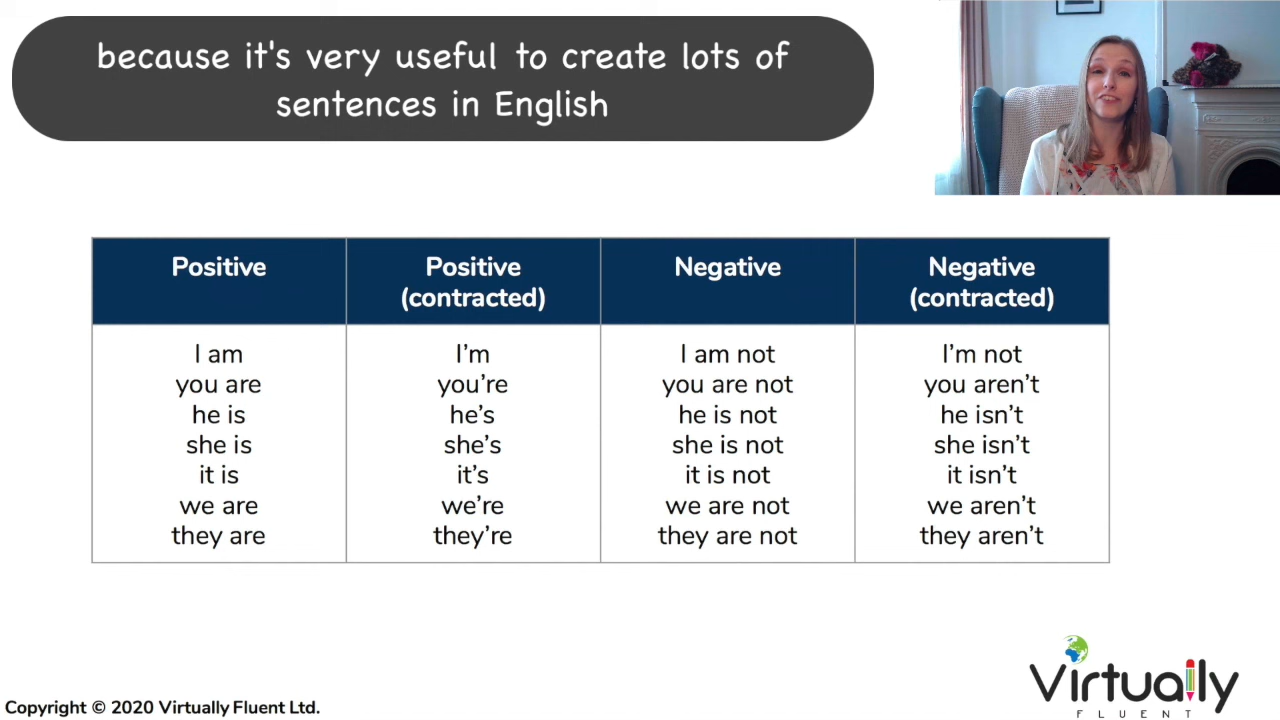 because it's very useful to create lots of
sentences in English
Positive
Positive
(contracted)
Negative
Negative
(contracted)
I am
you are
he is
she is
it is
we are
they are
I’m
you’re
he’s
she’s
it’s
we’re
they’re
I am not
you are not
he is not
she is not
it is not
we are not
they are not
I’m not
you aren’t
he isn’t
she isn’t
it isn’t
we aren’t
they aren’t
Virtually
FLUENT
Copyright © 2020 Virtually Fluent Ltd.